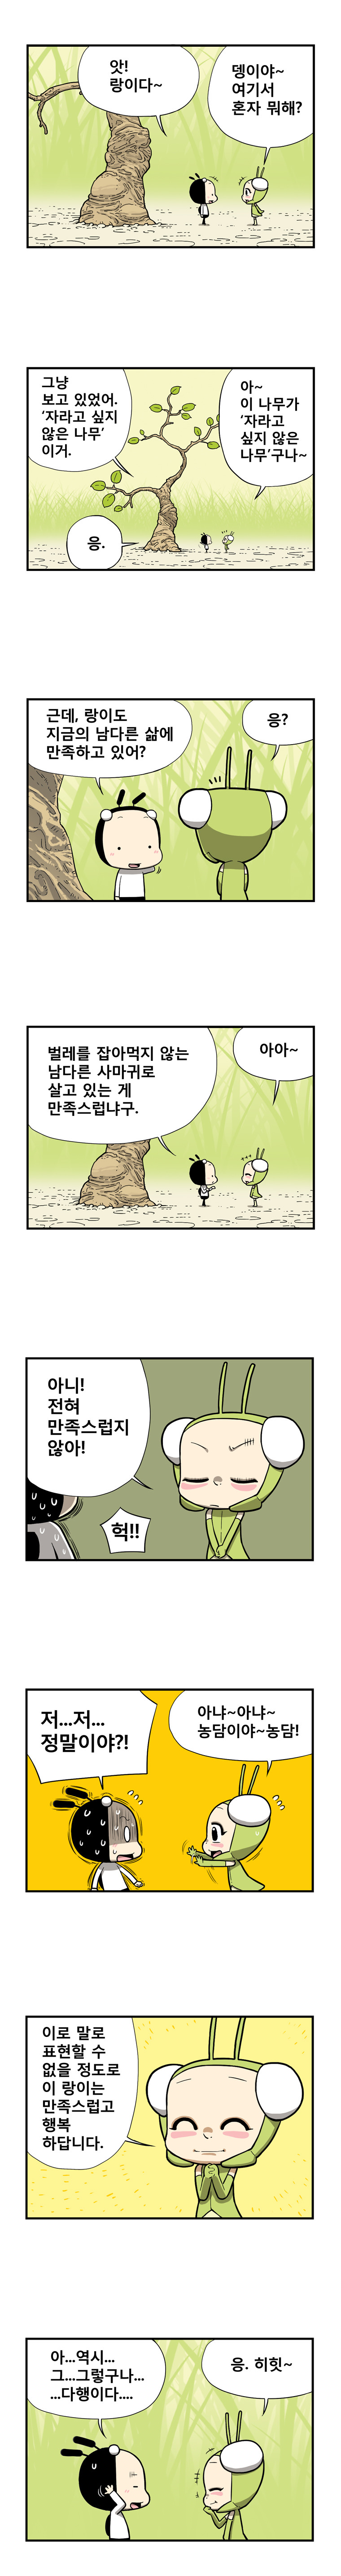 앗!
랑이다~
뎅이야~
여기서
혼자 뭐해?
그냥
보고 있었어.
‘자라고 싶지
않은 나무’
이거.
아~
이 나무가
‘자라고
싶지 않은
나무’구나~
응.
근데, 랑이도
지금의 남다른 삶에
만족하고 있어?
응?
벌레를 잡아먹지 않는
남다른 사마귀로
살고 있는 게
만족스럽냐구.
아아~
아니!
전혀
만족스럽지
않아!
헉!!
저...저...
정말이야?!
아냐~아냐~
농담이야~농담!
이로 말로
표현할 수
없을 정도로
이 랑이는
만족스럽고
행복
하답니다.
아...역시...
그...그렇구나...
...다행이다....
응. 히힛~